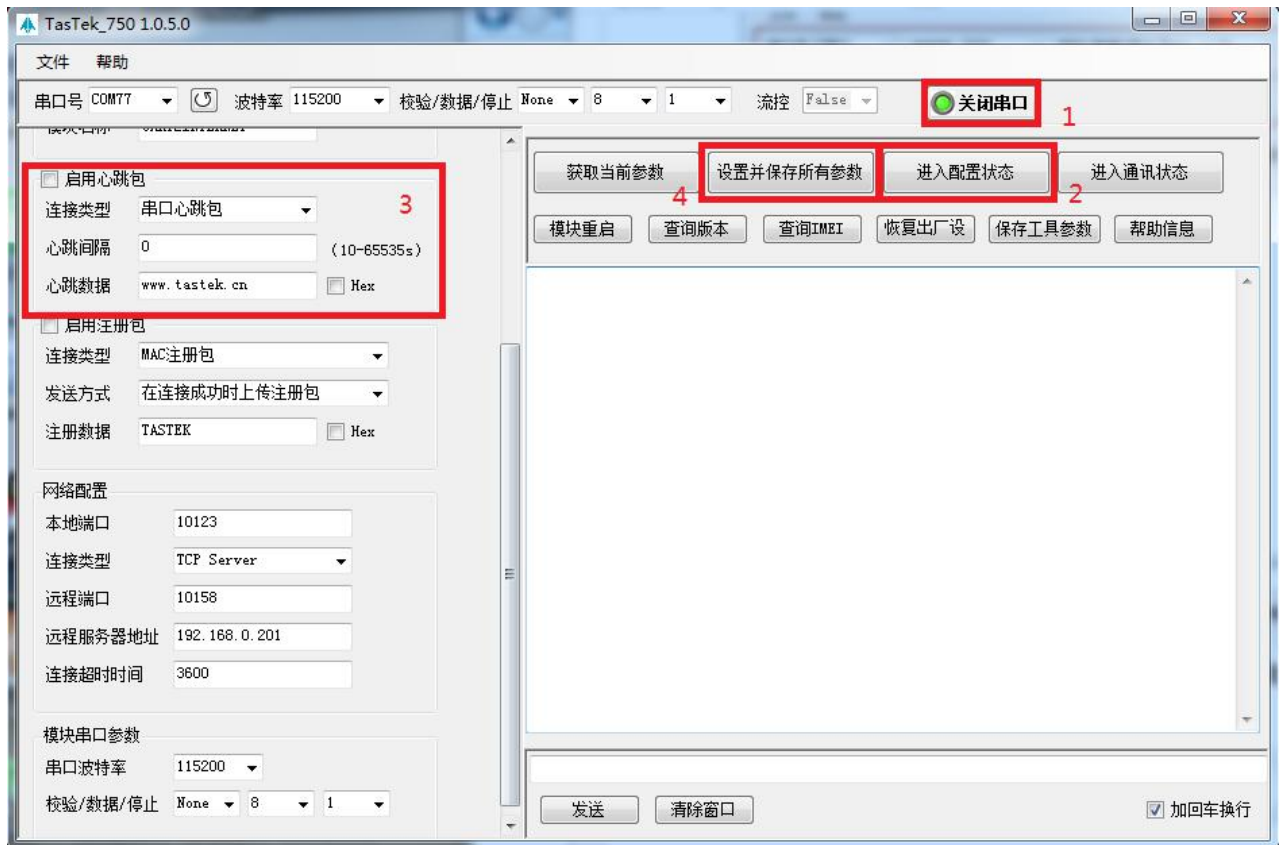 TasTek_750 1.0.5.0
文件 帮助
串口号 COM77 波特率 115200 校验/数据/停止 None 8 1 流控 False 关闭串口 1
模块名称
启用心跳包
连接类型 串口心跳包 3
心跳间隔 0 (10-65535s)
心跳数据 www.tastek.cn Hex
启用注册包
连接类型 MAC注册包
发送方式 在连接成功时上传注册包
注册数据 TASTEK Hex
网络配置
本地端口 10123
连接类型 TCP Server
远程端口 10158
远程服务器地址 192.168.0.201
连接超时时间 3600
模块串口参数
串口波特率 115200
校验/数据/停止 None 8 1
获取当前参数 4 设置并保存所有参数 进入配置状态 2 进入通讯状态
模块重启 查询版本 查询IMEI 恢复出厂设 保存工具参数 帮助信息
发送 清除窗口 加回车换行